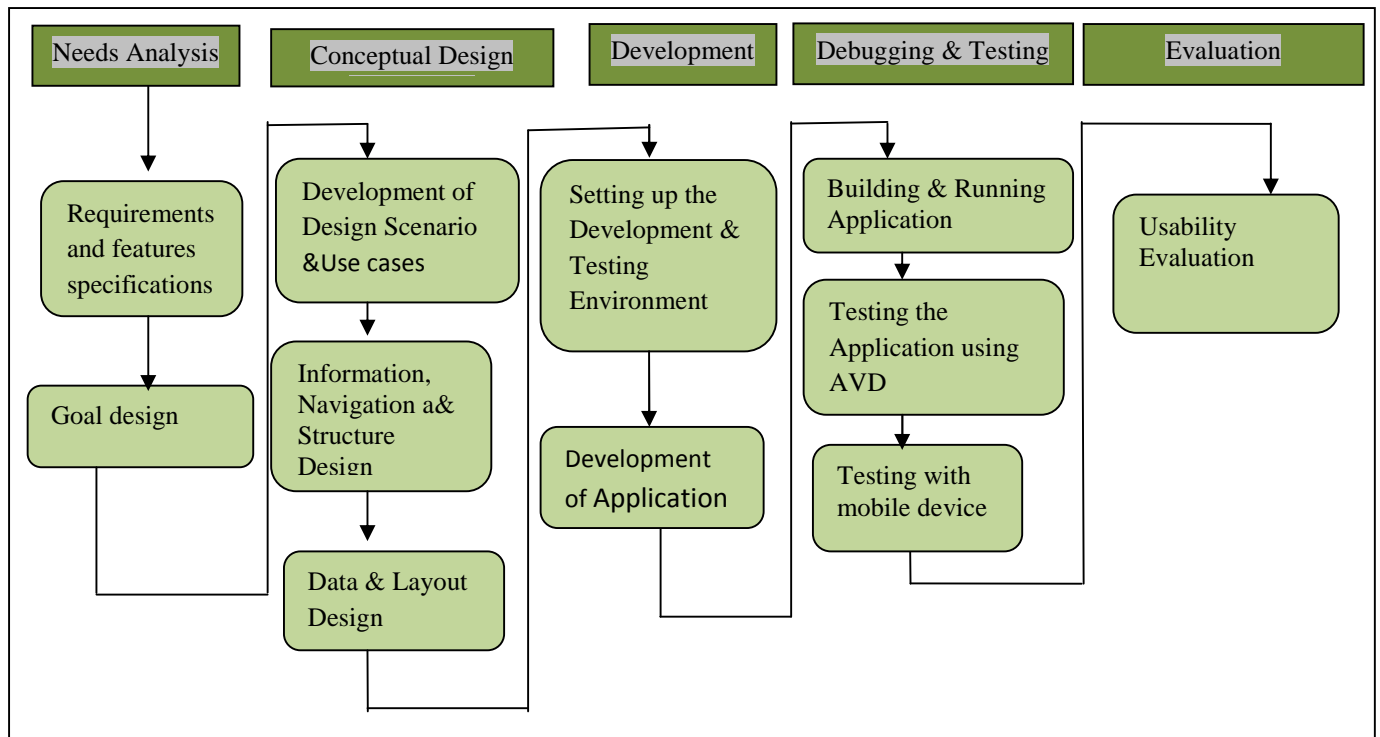 Needs Analysis
Conceptual Design
Development
Debugging & Testing
Evaluation
Requirements
and features
specifications
Goal design
Development of
Design Scenario
&Use cases
Information,
Navigation a&
Structure
Design
Data & Layout
Design
Setting up the
Development &
Testing
Environment
Development
of Application
Building & Running
Application
Testing the
Application using
AVD
Testing with
mobile device
Usability
Evaluation